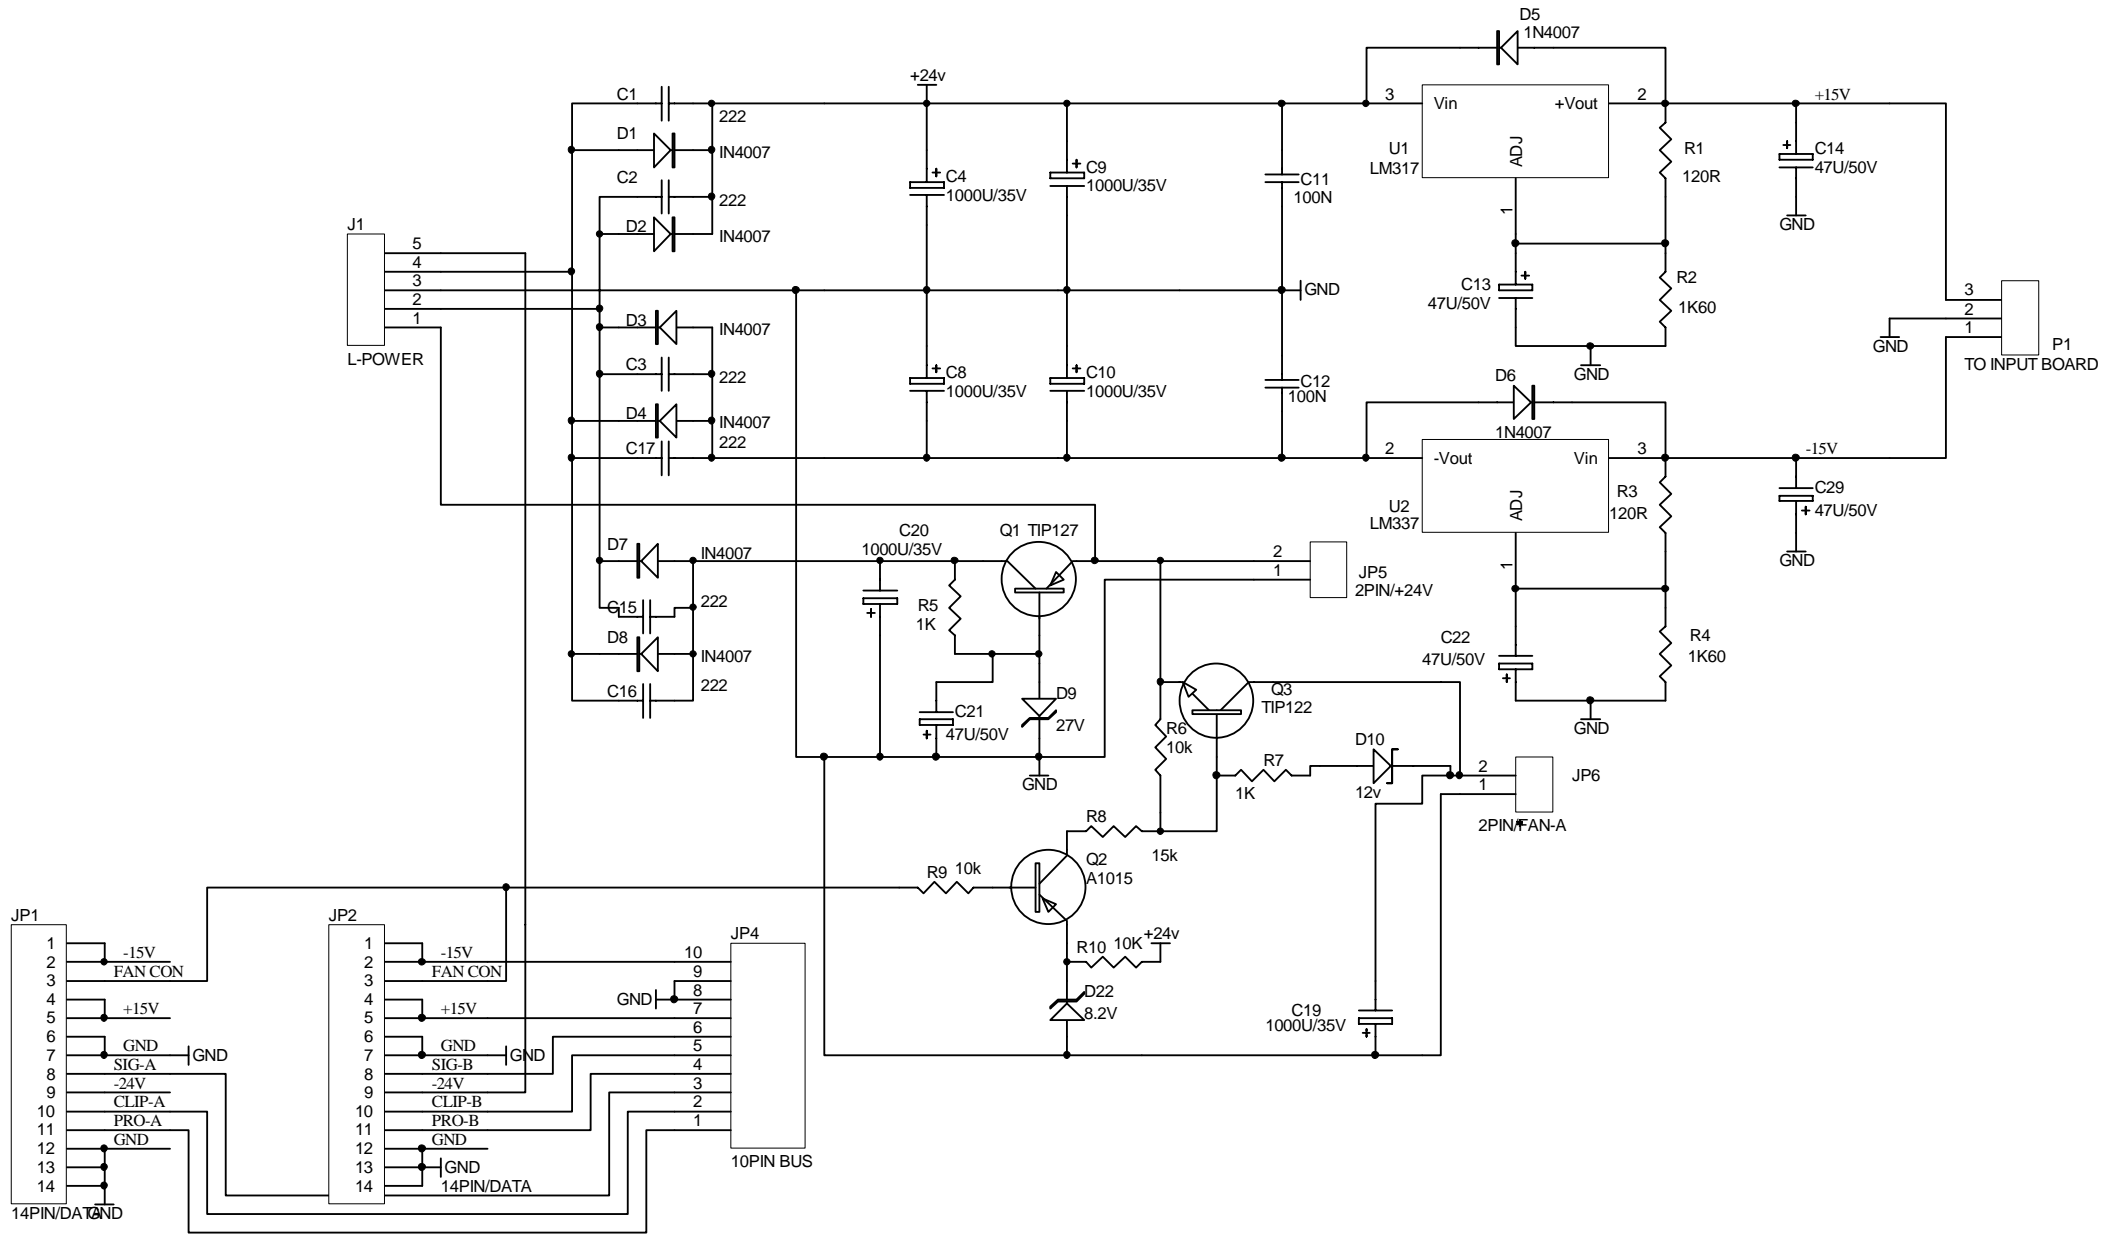 D5
1N4007
+24v
C1
222
3
Vin
+Vout
2
+15V
D1
IN4007
ADJ
U1
LM317
R1
120R
C14
47U/50V
C2
222
C4
1000U/35V
C9
1000U/35V
C11
100N
D2
IN4007
1
GND
J1
5
4
3
2
1
L-POWER
GND
C13
47U/50V
R2
1K60
3
2
1
GND
P1
TO INPUT BOARD
D3
IN4007
C3
222
C8
1000U/35V
C10
1000U/35V
C12
100N
GND
D6
1N4007
D4
IN4007
C17
222
2
-Vout
Vin
3
-15V
ADJ
U2
LM337
R3
120R
C29
47U/50V
GND
1
C20
1000U/35V
Q1 TIP127
D7
IN4007
2
1
JP5
2PIN/+24V
C15
222
R5
1K
D8
IN4007
C16
222
C22
47U/50V
R4
1K60
GND
C21
47U/50V
D9
27V
GND
Q3
TIP122
R6
10k
R7
1K
D10
12v
2
1
JP6
2PIN/FAN-A
R8
15k
Q2
A1015
R9 10k
R10 10K
+24v
D22
8.2V
C19
1000U/35V
JP1
1
2
3
4
5
6
7
8
9
10
11
12
13
14
-15V
FAN CON
+15V
GND
GND
SIG-A
-24V
CLIP-A
PRO-A
GND
14PIN/DATA
GND
JP2
1
2
3
4
5
6
7
8
9
10
11
12
13
14
-15V
FAN CON
+15V
GND
GND
SIG-B
-24V
CLIP-B
PRO-B
GND
GND
14PIN/DATA
JP4
10
9
8
7
6
5
4
3
2
1
GND
10PIN BUS